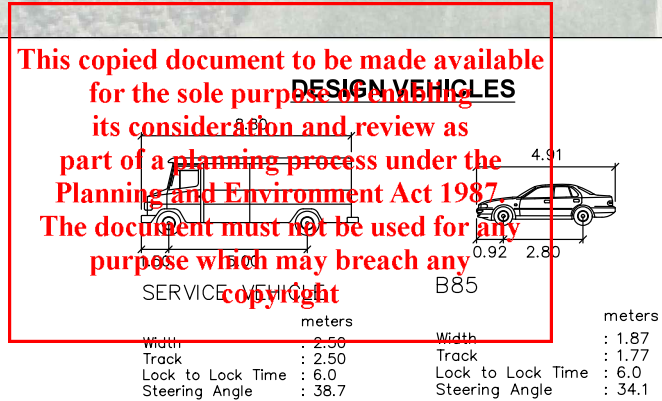 This copied document to be made available
for the sole purpose of enabling
its consideration and review as
part of a planning process under the
Planning and Environment Act 1987.
The document must not be used for any
purpose which may breach any
copyright
DESIGN VEHICLES
5.00
SERVICE VEHICLE
meters
Width : 2.50
Track : 2.50
Lock to Lock Time : 6.0
Steering Angle : 38.7
4.91
0.92 2.80
B85
meters
Width : 1.87
Track : 1.77
Lock to Lock Time : 6.0
Steering Angle : 34.1